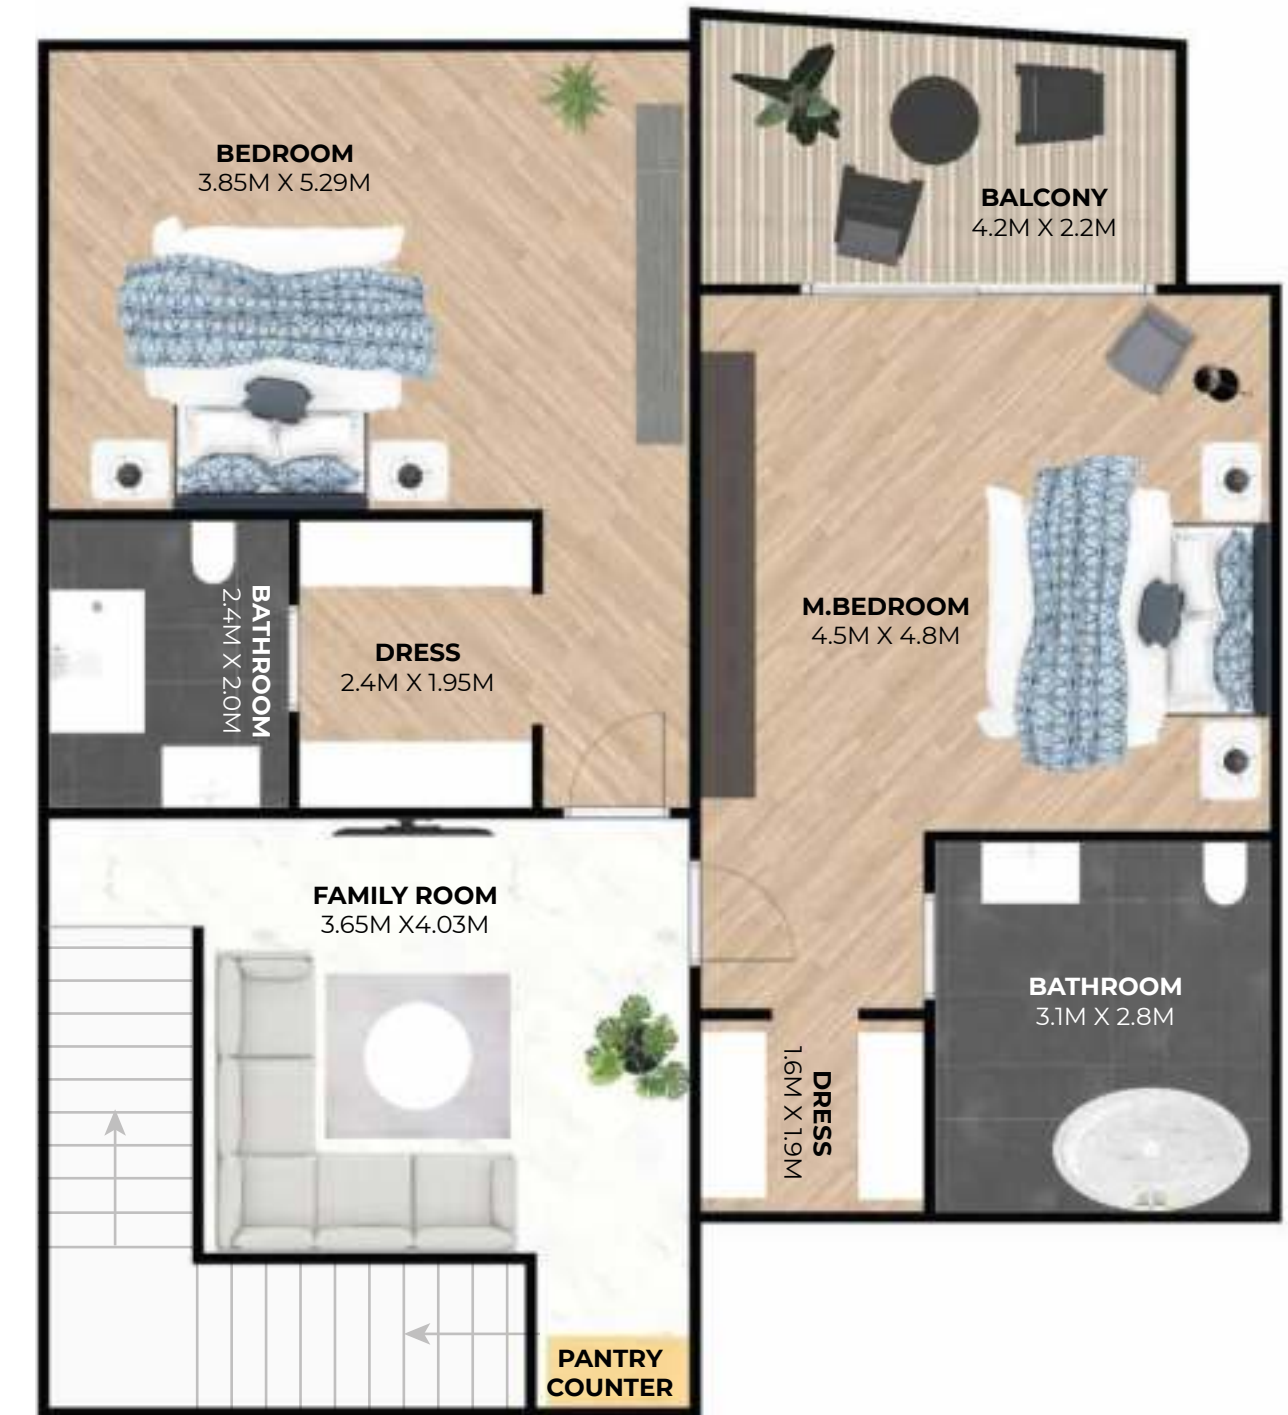 BEDROOM
3.85M X 5.29M
BALCONY
4.2M X 2.2M
M.BEDROOM
4.5M X 4.8M
BATHROOM
2.4M X 2.0M
DRESS
2.4M X 1.95M
FAMILY ROOM
3.65M X4.03M
BATHROOM
3.1M X 2.8M
DRESS
1.6M X 1.9M
PANTRY
COUNTER